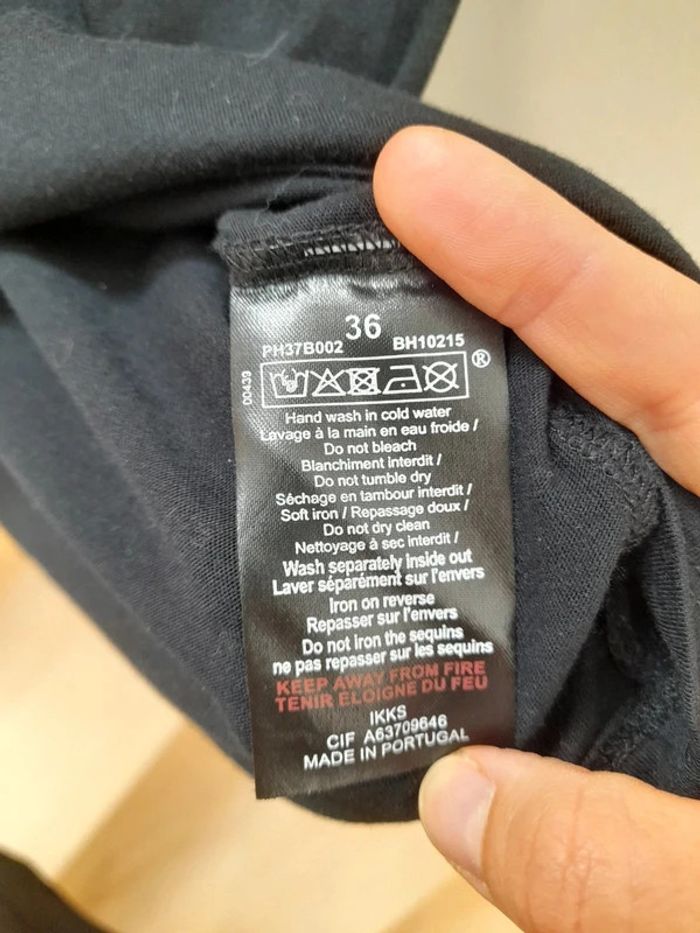 36
PH37B002 BH10215
®
00439
Hand wash in cold water
Lavage à la main en eau froide /
Do not bleach
Blanchiment interdit /
Do not tumble dry
Séchage en tambour interdit /
Soft iron / Repassage doux /
Do not dry clean
Nettoyage à sec interdit /
Wash separately inside out
Laver séparément sur l'envers
Iron on reverse
Repasser sur l'envers
Do not iron the sequins
ne pas repasser sur les sequins
KEEP AWAY FROM FIRE
TENIR ELOIGNE DU FEU
IKKS
CIF A63709646
MADE IN PORTUGAL